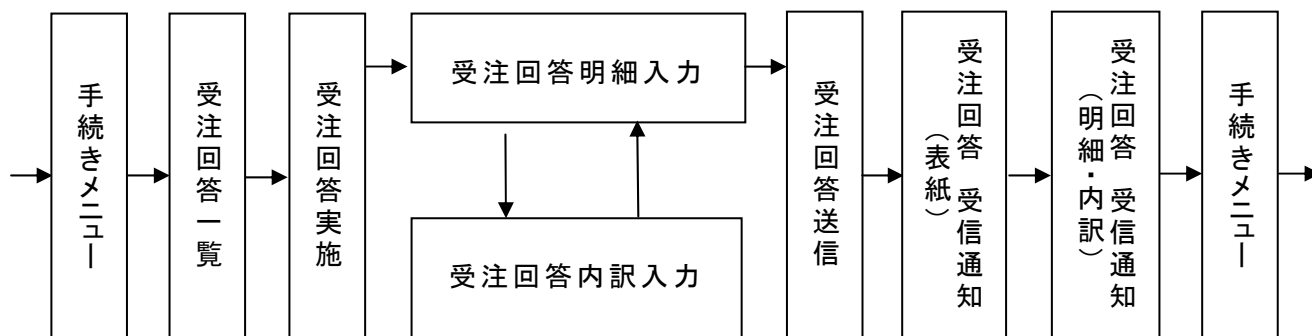 手続きメニュー
受注回答一覧
受注回答実施
受注回答明細入力
受注回答内訳入力
受注回答送信
受注回答 受信通知
（表紙）
受注回答 受信通知
（明細・内訳）
手続きメニュー